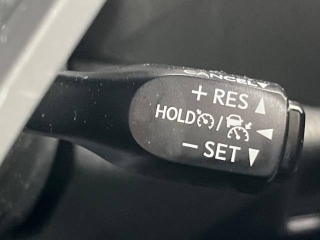 CANCEL
+ RES
HOLD /
− SET